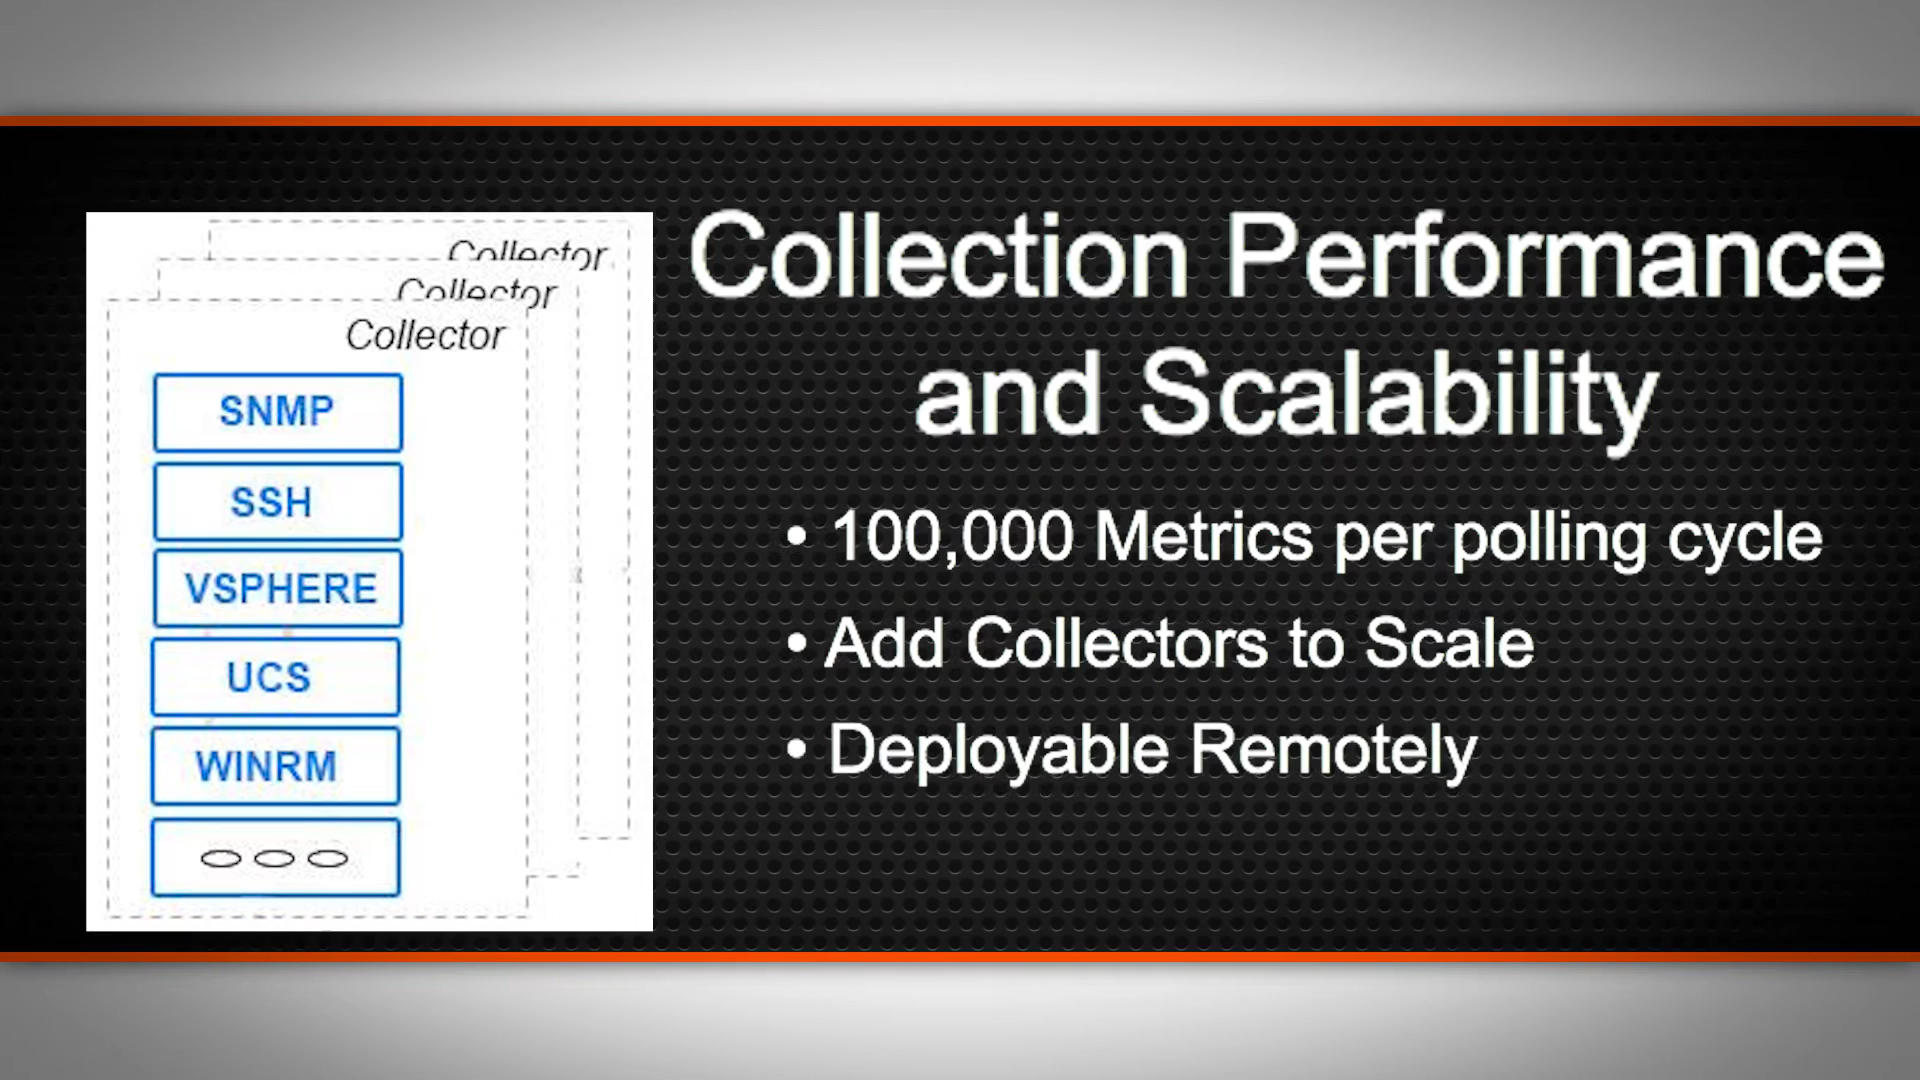 Collector
Collector
Collector
SNMP
SSH
VSPHERE
UCS
WINRM
Collection Performance
and Scalability
• 100,000 Metrics per polling cycle
• Add Collectors to Scale
• Deployable Remotely